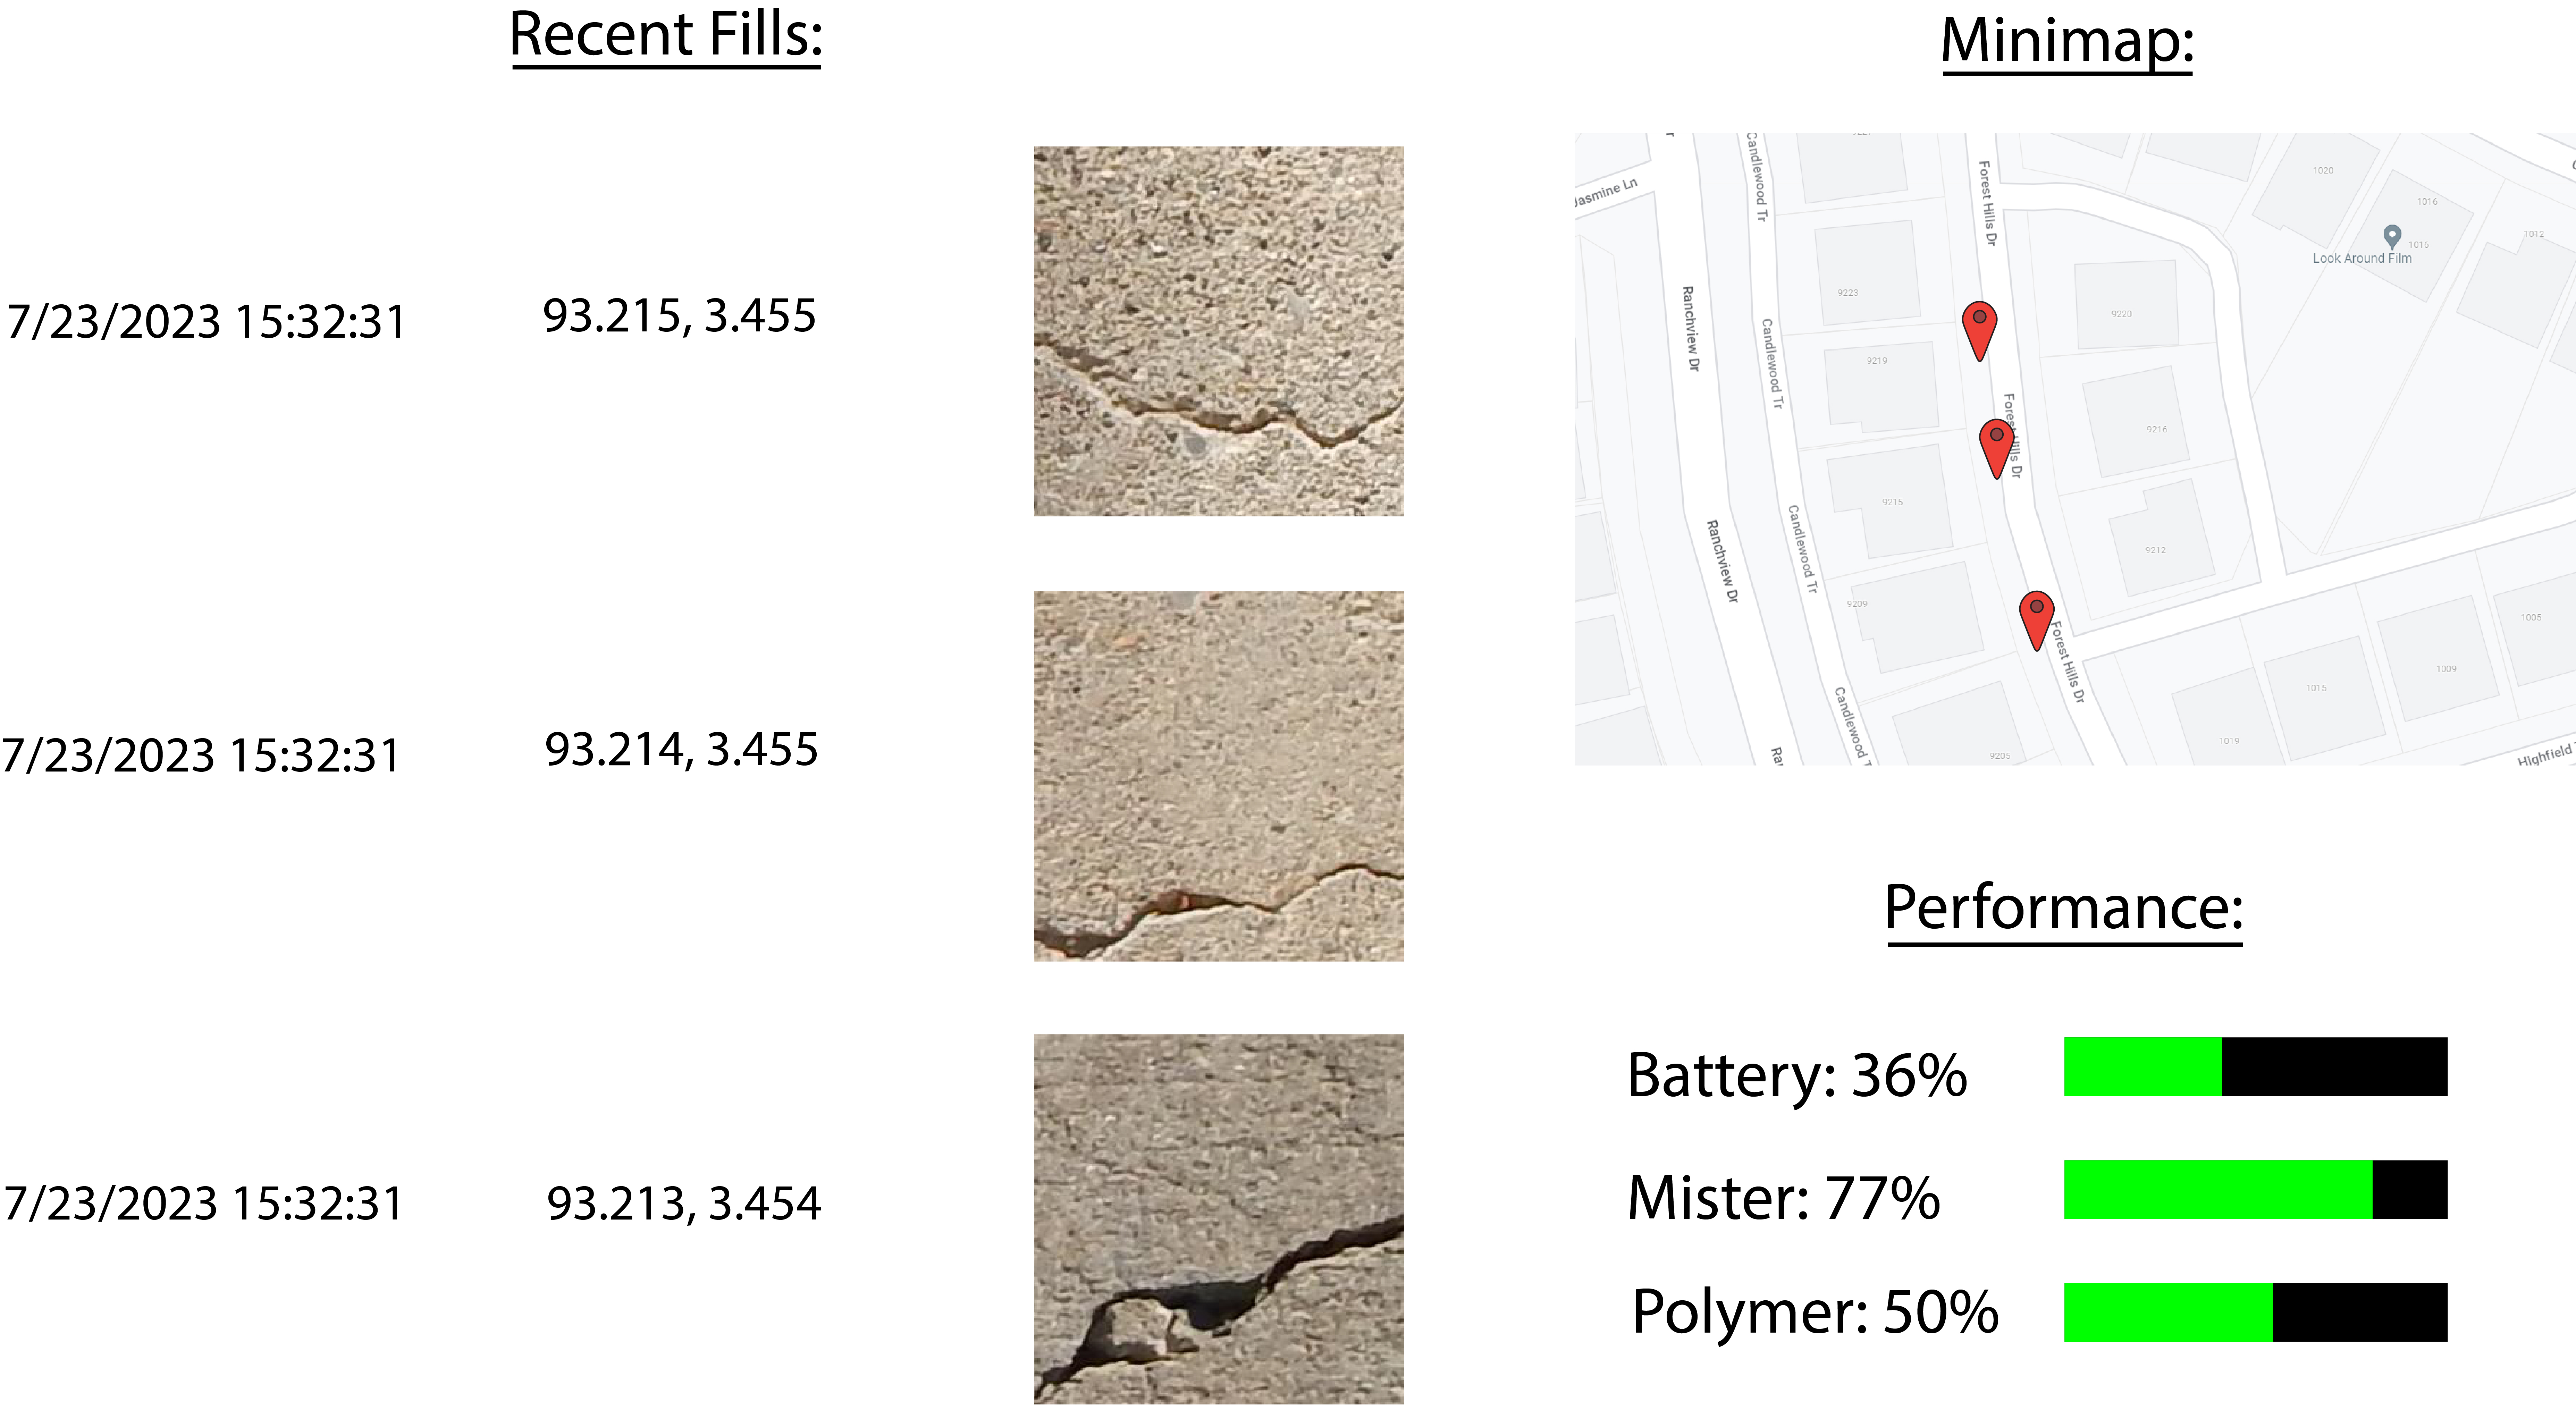 Recent Fills:
7/23/2023 15:32:31
93.215, 3.455
7/23/2023 15:32:31
93.214, 3.455
7/23/2023 15:32:31
93.213, 3.454
Minimap:
Jasmine Ln
Candlewood Tr
Forest Hills Dr
1020
1016
1016
1012
Look Around Film
Ranchview Dr
Candlewood Tr
9223
9220
9219
Forest Hills Dr
9216
9215
Ranchview Dr
Candlewood Tr
9212
9209
Forest Hills Dr
1005
1009
1015
1019
Candlewood T
9205
Highfield
Performance:
Battery: 36%
Mister: 77%
Polymer: 50%